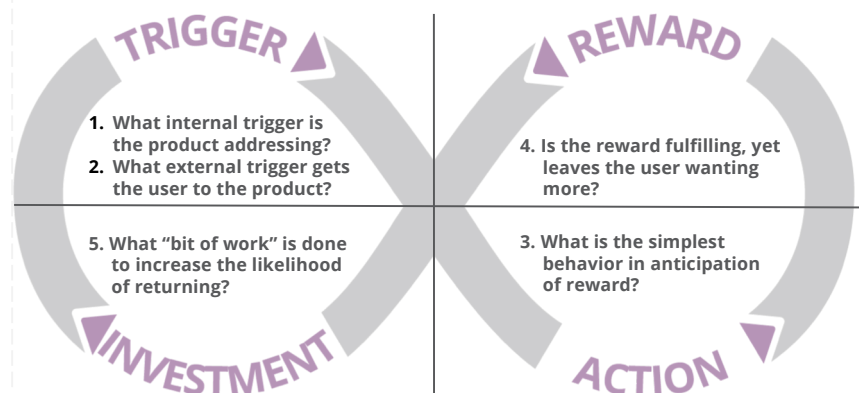 TRIGGER
REWARD
1. What internal trigger is
the product addressing?
2. What external trigger gets
the user to the product?
4. Is the reward fulfilling, yet
leaves the user wanting
more?
5. What “bit of work” is done
to increase the likelihood
of returning?
3. What is the simplest
behavior in anticipation
of reward?
INVESTMENT
ACTION